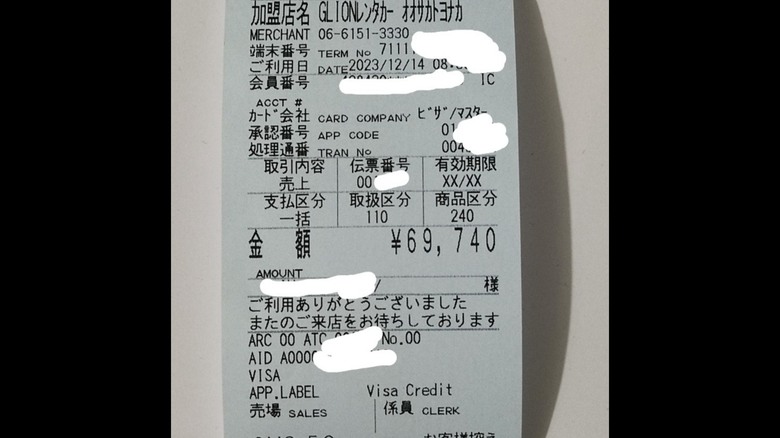 加盟店名 GLIONレンタカー オオサカトヨナカ
MERCHANT 06-6151-3330
端末番号 TERM No 7111
ご利用日 DATE 2023/12/14 08:
会員番号 IC
ACCT #
カード会社 CARD COMPANY ビザ/マスター
承認番号 APP CODE 01
処理通番 TRAN No 004
取引内容 伝票番号 有効期限
売上 00 XX/XX
支払区分 取扱区分 商品区分
一括 110 240
金 額 ¥69,740
AMOUNT
/ 様
ご利用ありがとうございました
またのご来店をお待ちしております
ARC 00 ATC No.00
AID A0000
VISA
APP.LABEL Visa Credit
売場 SALES 係員 CLERK